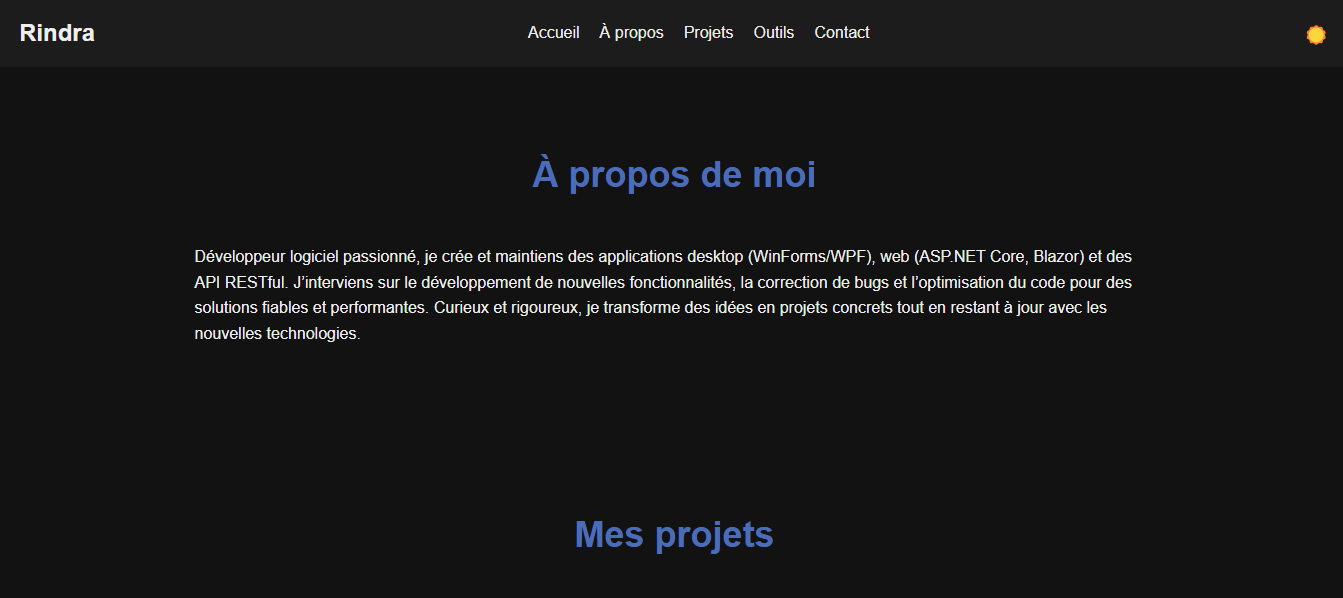 Rindra
Accueil À propos Projets Outils Contact
À propos de moi
Développeur logiciel passionné, je crée et maintiens des applications desktop (WinForms/WPF), web (ASP.NET Core, Blazor) et des
API RESTful. J’interviens sur le développement de nouvelles fonctionnalités, la correction de bugs et l’optimisation du code pour des
solutions fiables et performantes. Curieux et rigoureux, je transforme des idées en projets concrets tout en restant à jour avec les
nouvelles technologies.
Mes projets